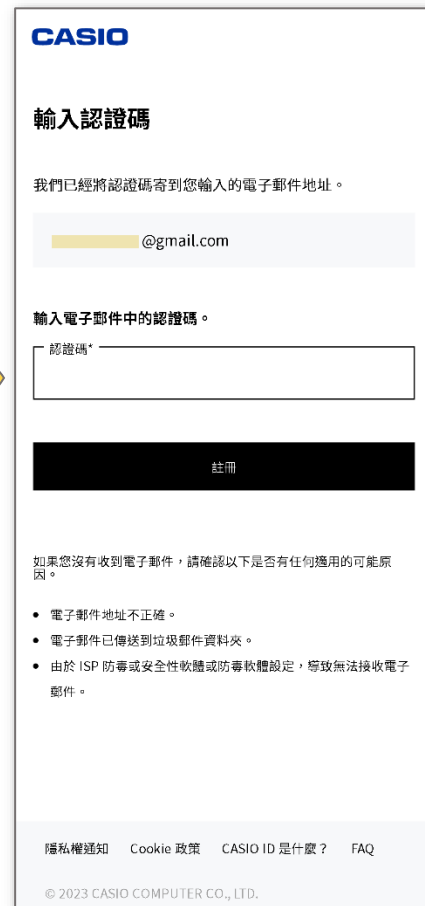 CASIO
輸入認證碼
我們已經將認證碼寄到您輸入的電子郵件地址。
@gmail.com
輸入電子郵件中的認證碼。
認證碼*
註冊
如果您沒有收到電子郵件，請確認以下是否有任何適用的可能原
因。
• 電子郵件地址不正確。
• 電子郵件已傳送到垃圾郵件資料夾。
• 由於 ISP 防毒或安全性軟體或防毒軟體設定，導致無法接收電子
郵件。
隱私權通知 Cookie 政策 CASIO ID 是什麼？ FAQ
© 2023 CASIO COMPUTER CO., LTD.